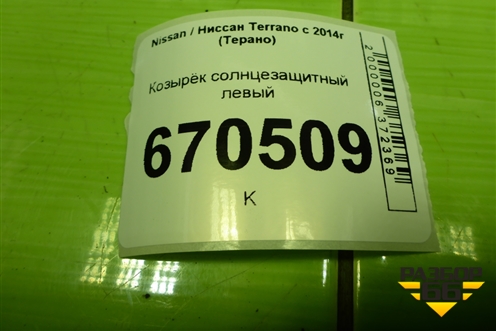 Nissan / Ниссан Terrano с 2014г
(Терано)
Козырёк солнцезащитный
левый
670509
К
2000006372369
РАЗБОР
66